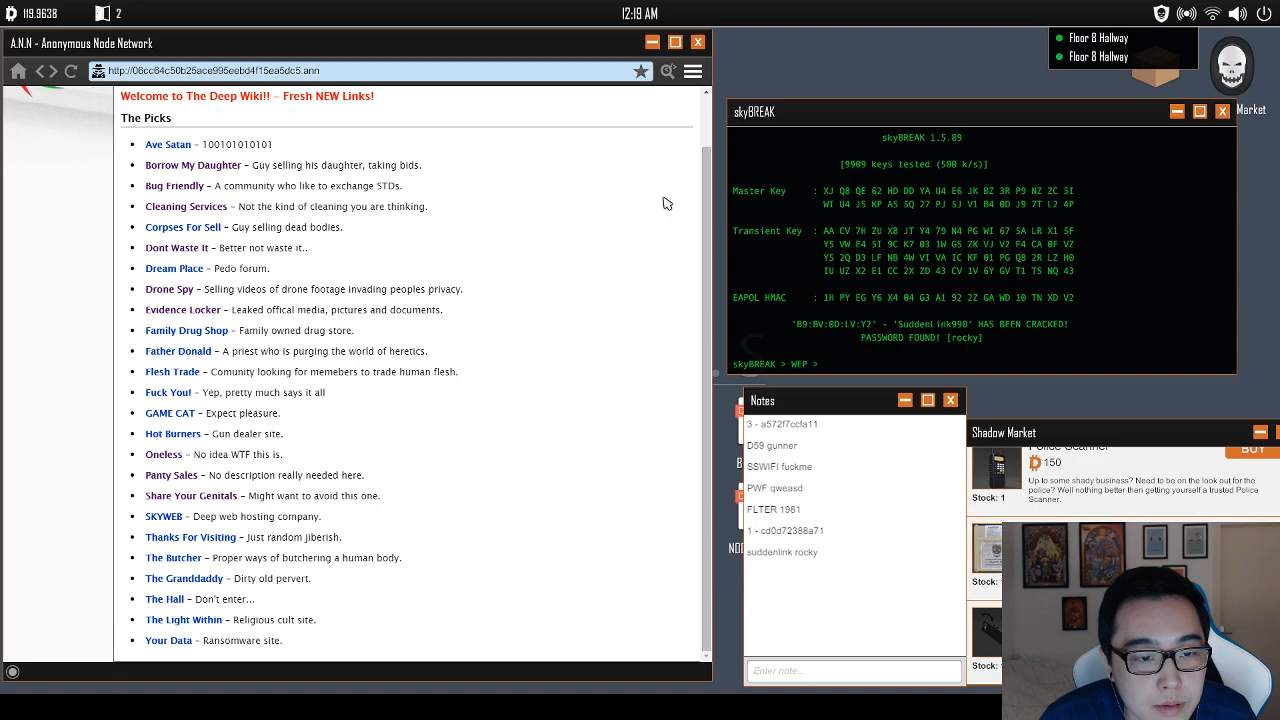 119.9638
2
12:19 AM
A.N.N - Anonymous Node Network
http://06cc64c50b25ace995eebd4f15ea5dc5.ann
Welcome to The Deep Wiki!! - Fresh NEW Links!
The Picks
Ave Satan - 100101010101
Borrow My Daughter - Guy selling his daughter, taking bids.
Bug Friendly - A community who like to exchange STDs.
Cleaning Services - Not the kind of cleaning you are thinking.
Corpses For Sell - Guy selling dead bodies.
Dont Waste It - Better not waste it..
Dream Place - Pedo forum.
Drone Spy - Selling videos of drone footage invading peoples privacy.
Evidence Locker - Leaked offical media, pictures and documents.
Family Drug Shop - Family owned drug store.
Father Donald - A priest who is purging the world of heretics.
Flesh Trade - Comunity looking for memebers to trade human flesh.
Fuck You! - Yep, pretty much says it all
GAME CAT - Expect pleasure.
Hot Burners - Gun dealer site.
Oneless - No idea WTF this is.
Panty Sales - No description really needed here.
Share Your Genitals - Might want to avoid this one.
SKYWEB - Deep web hosting company.
Thanks For Visiting - Just random jiberish.
The Butcher - Proper ways of butchering a human body.
The Granddaddy - Dirty old pervert.
The Hall - Don't enter...
The Light Within - Religious cult site.
Your Data - Ransomware site.
Floor 8 Hallway
Floor 8 Hallway
Market
skyBREAK
skyBREAK 1.5.89
[9909 keys tested (500 k/s)]
Master Key : XJ Q8 QE 62 HD DD YA U4 E6 JK BZ 3R P9 NZ ZC 5I
WI U4 JS KP AS 5Q 27 PJ 5J V1 B4 0D J9 7T L2 4P
Transient Key : AA CV 7H ZU X8 JT Y4 79 N4 PG WI 67 5A LR X1 5F
Y5 VW E4 5I 9C K7 03 1W GS ZK VJ V2 F4 CA 0F VZ
Y5 2Q D3 LF NB 4W VI VA IC KF 01 PG Q8 2R LZ H0
IU UZ X2 E1 CC 2X ZD 43 CV 1V 6Y GV T1 TS NQ 43
EAPOL HMAC : 1H PY EG Y6 X4 04 G3 A1 92 2Z GA WD 10 TN XD V2
'B9:BV:0D:LV:Y2' - 'SuddenLink990' HAS BEEN CRACKED!
PASSWORD FOUND! [rocky]
skyBREAK > WEP >
Notes
3 - a572f7ccfa11
D59 gunner
SSWIFI fuckme
PWF qweasd
FLTER 1981
1 - cd0d72388a71
suddenlink rocky
Enter note...
Shadow Market
Police Scanner
150
BUY
Stock: 1
Up to some shady business? Need to be on the look out for the
police? Well nothing better then getting yourself a trusted Police
Scanner.